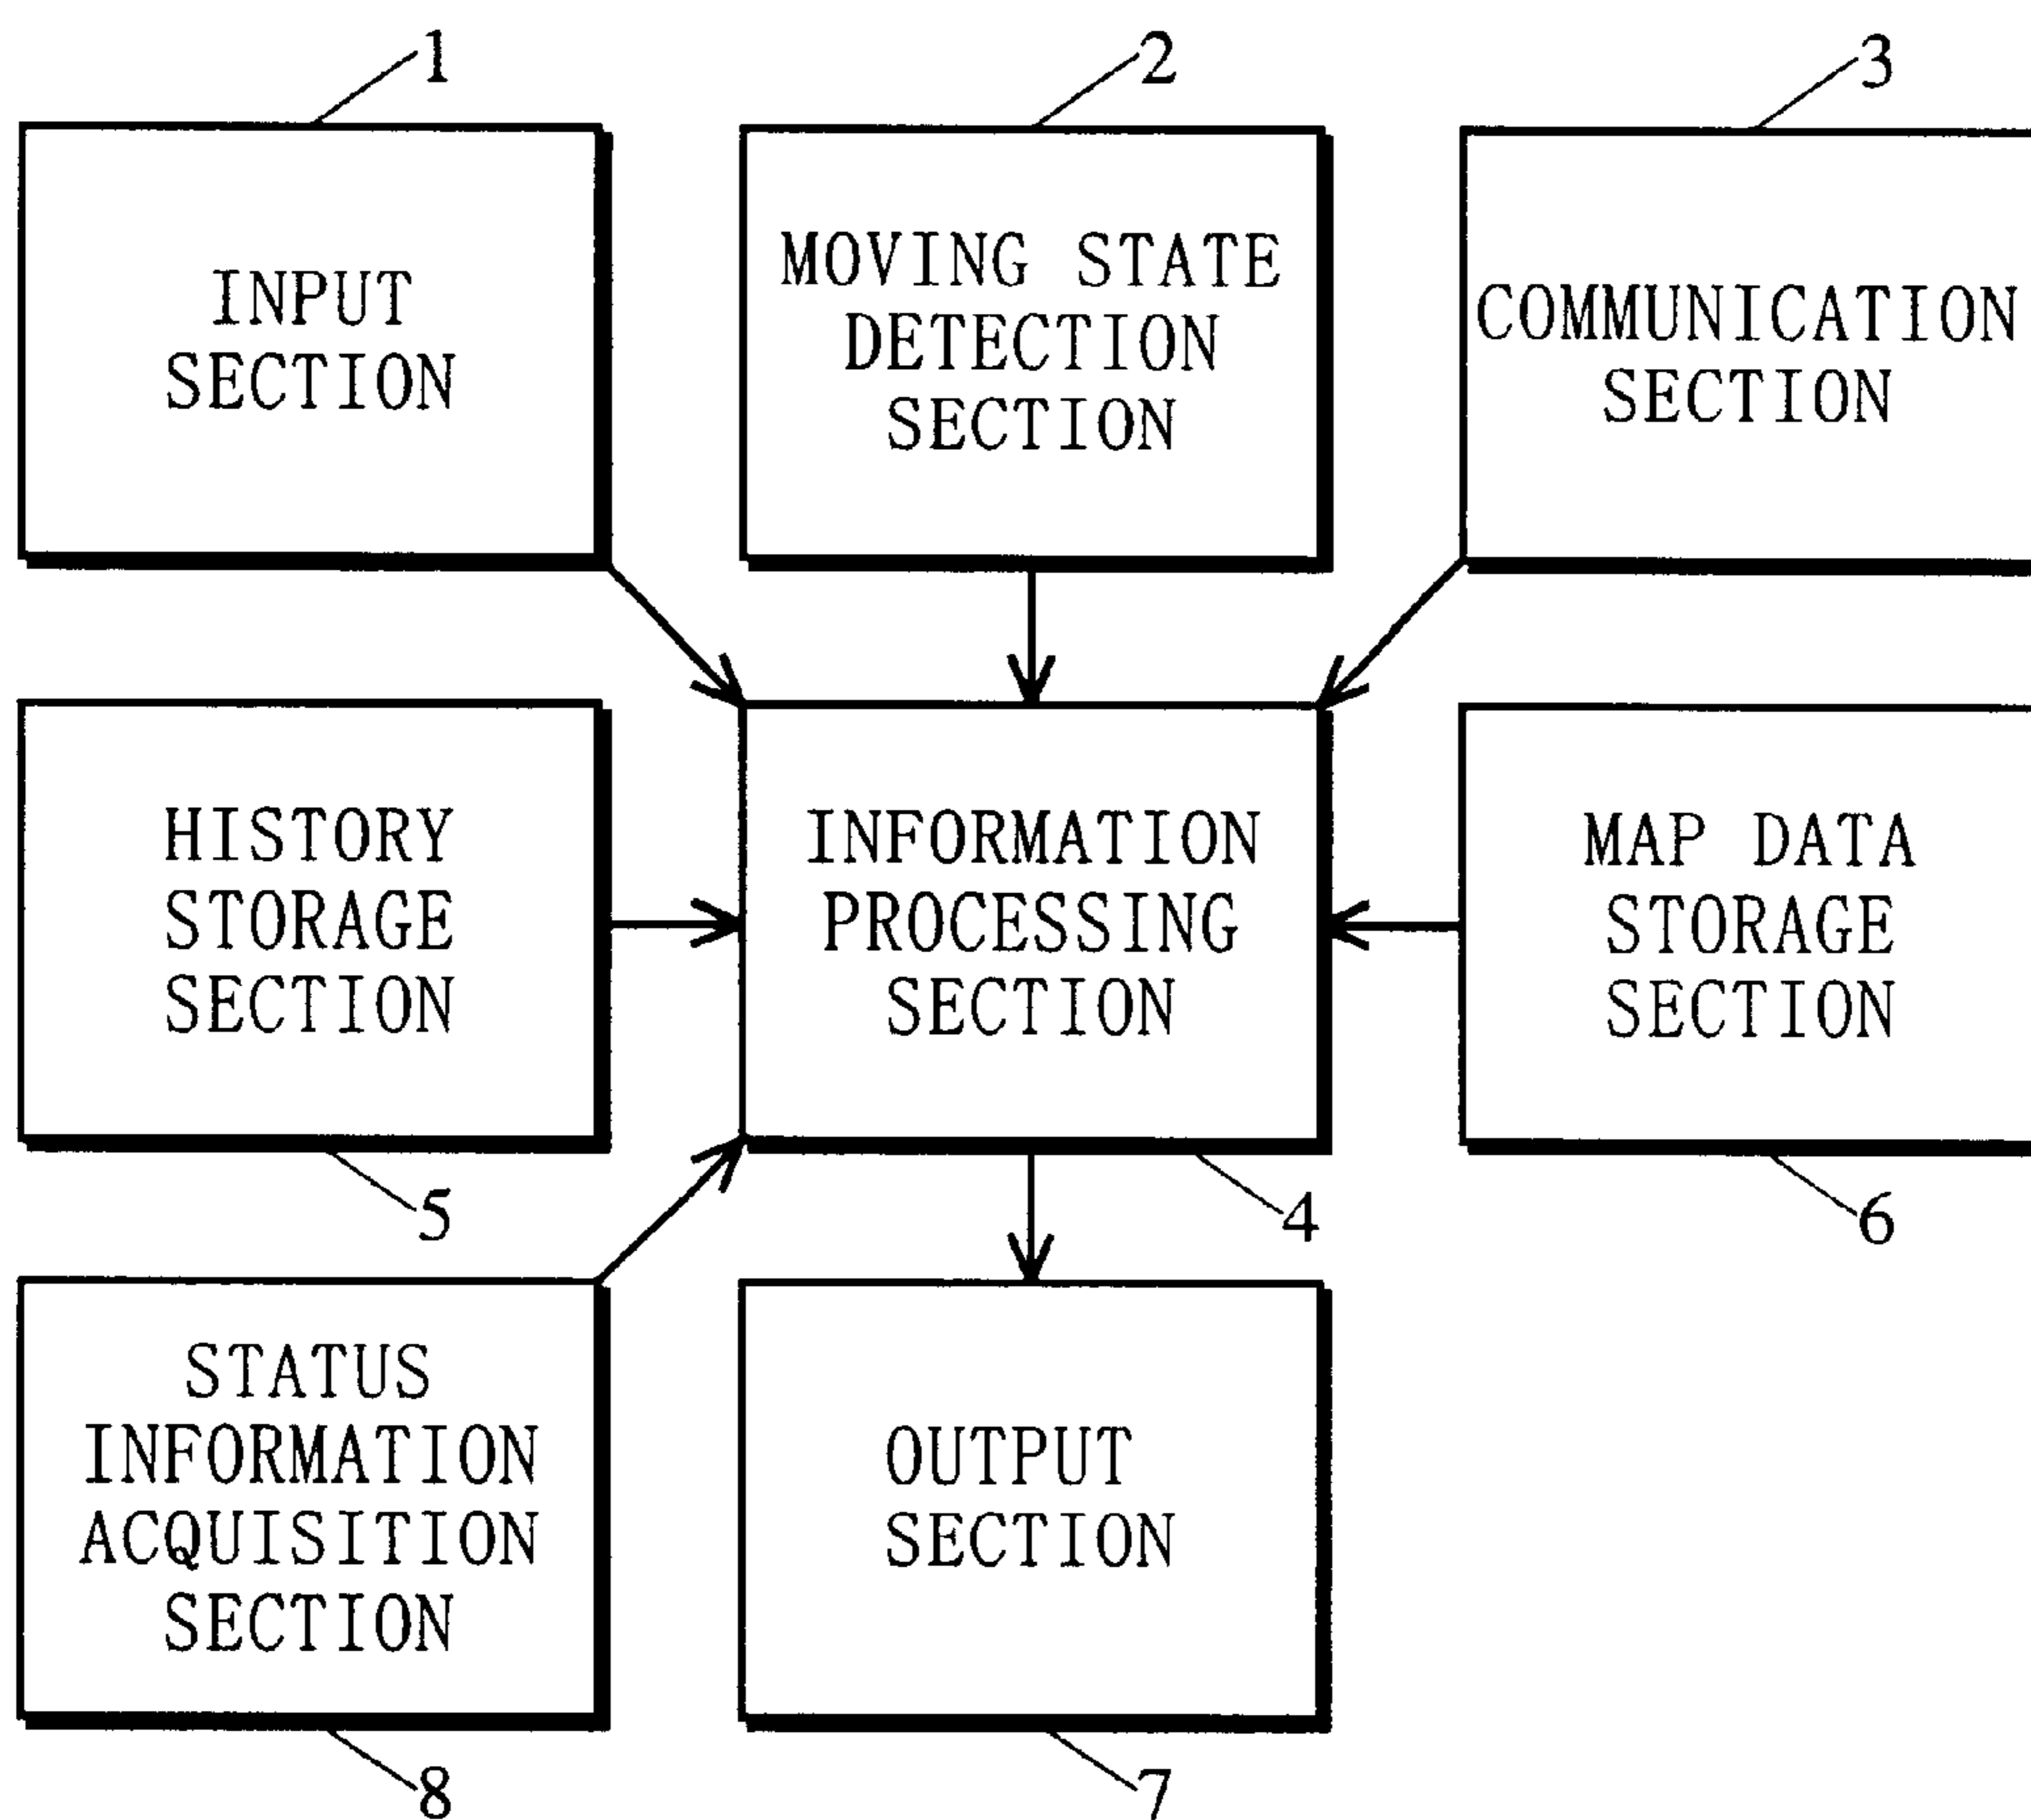 1
2
3
INPUT
SECTION
MOVING STATE
DETECTION
SECTION
COMMUNICATION
SECTION
HISTORY
STORAGE
SECTION
INFORMATION
PROCESSING
SECTION
MAP DATA
STORAGE
SECTION
5
4
6
STATUS
INFORMATION
ACQUISITION
SECTION
OUTPUT
SECTION
8
7